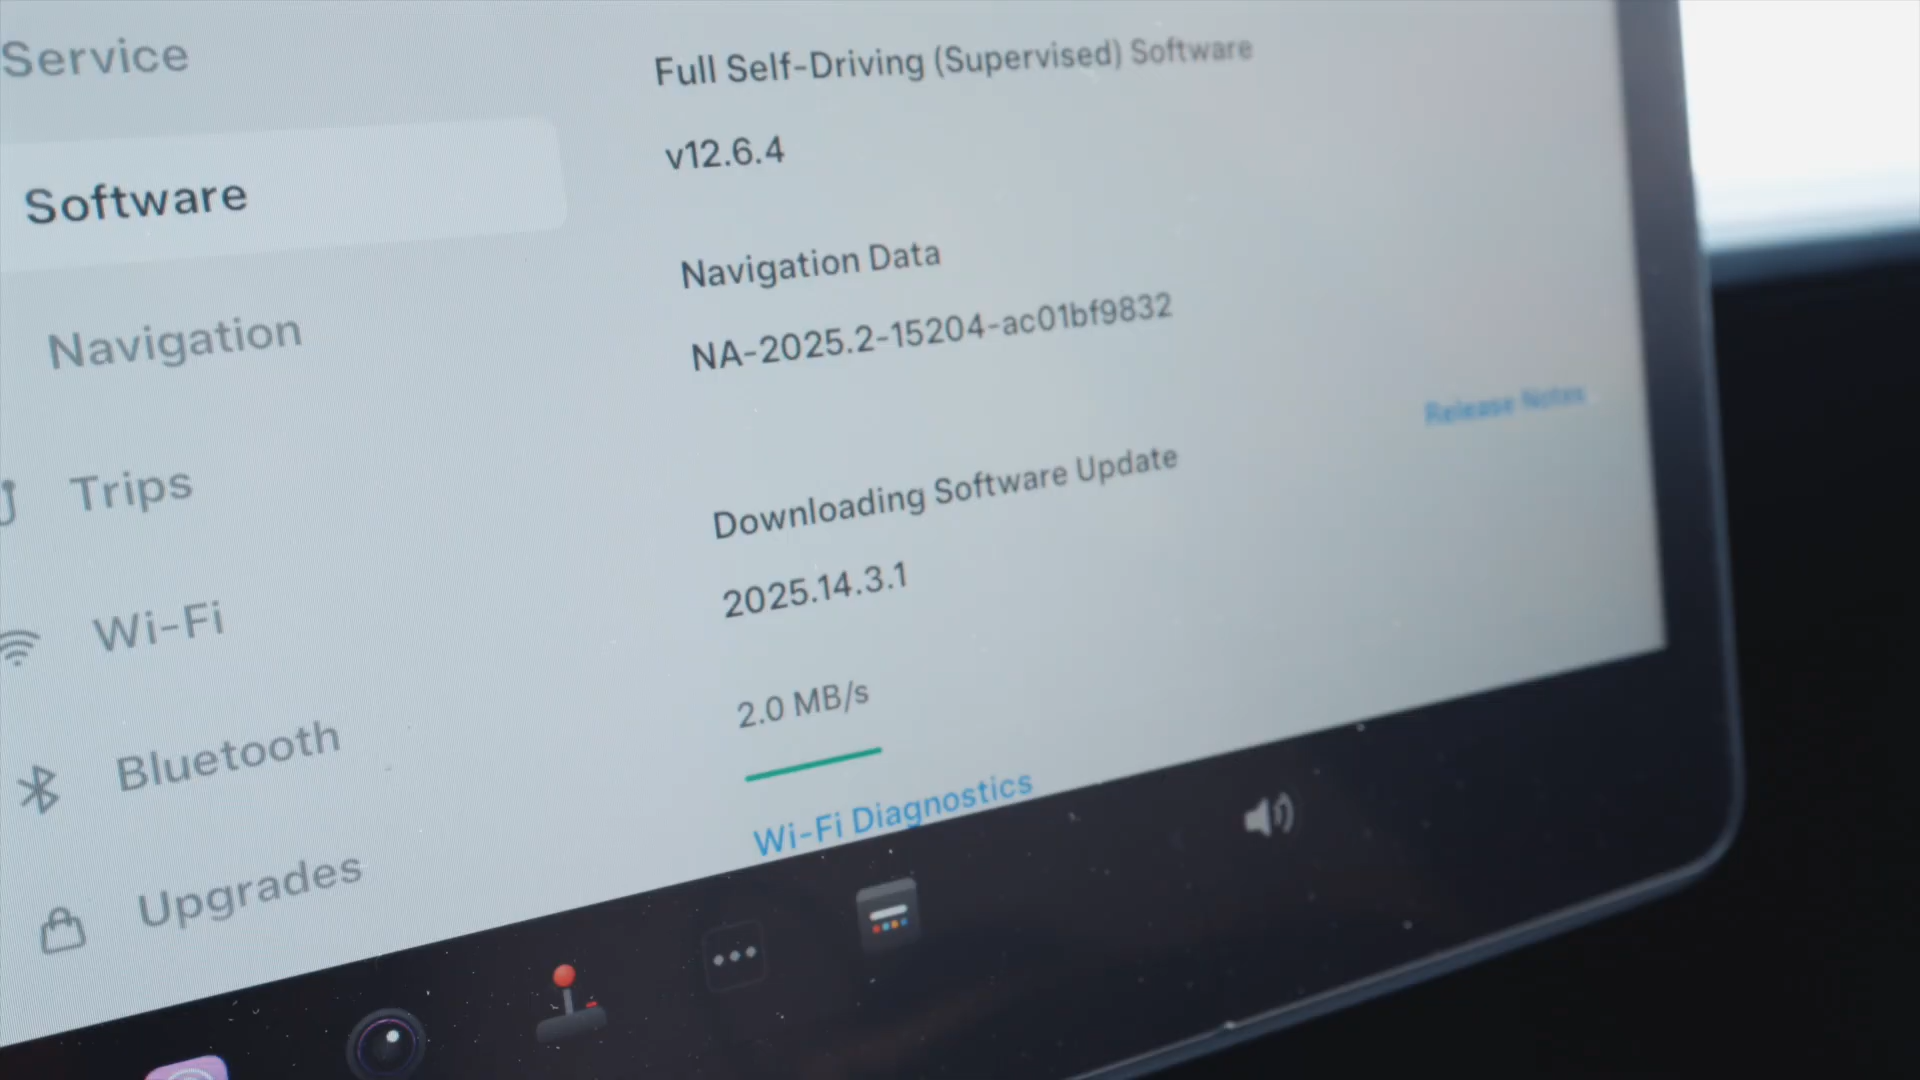 Service
Software
Navigation
Trips
Wi-Fi
Bluetooth
Upgrades
Full Self-Driving (Supervised) Software
v12.6.4
Navigation Data
NA-2025.2-15204-ac01bf9832
Release Notes
Downloading Software Update
2025.14.3.1
2.0 MB/s
Wi-Fi Diagnostics